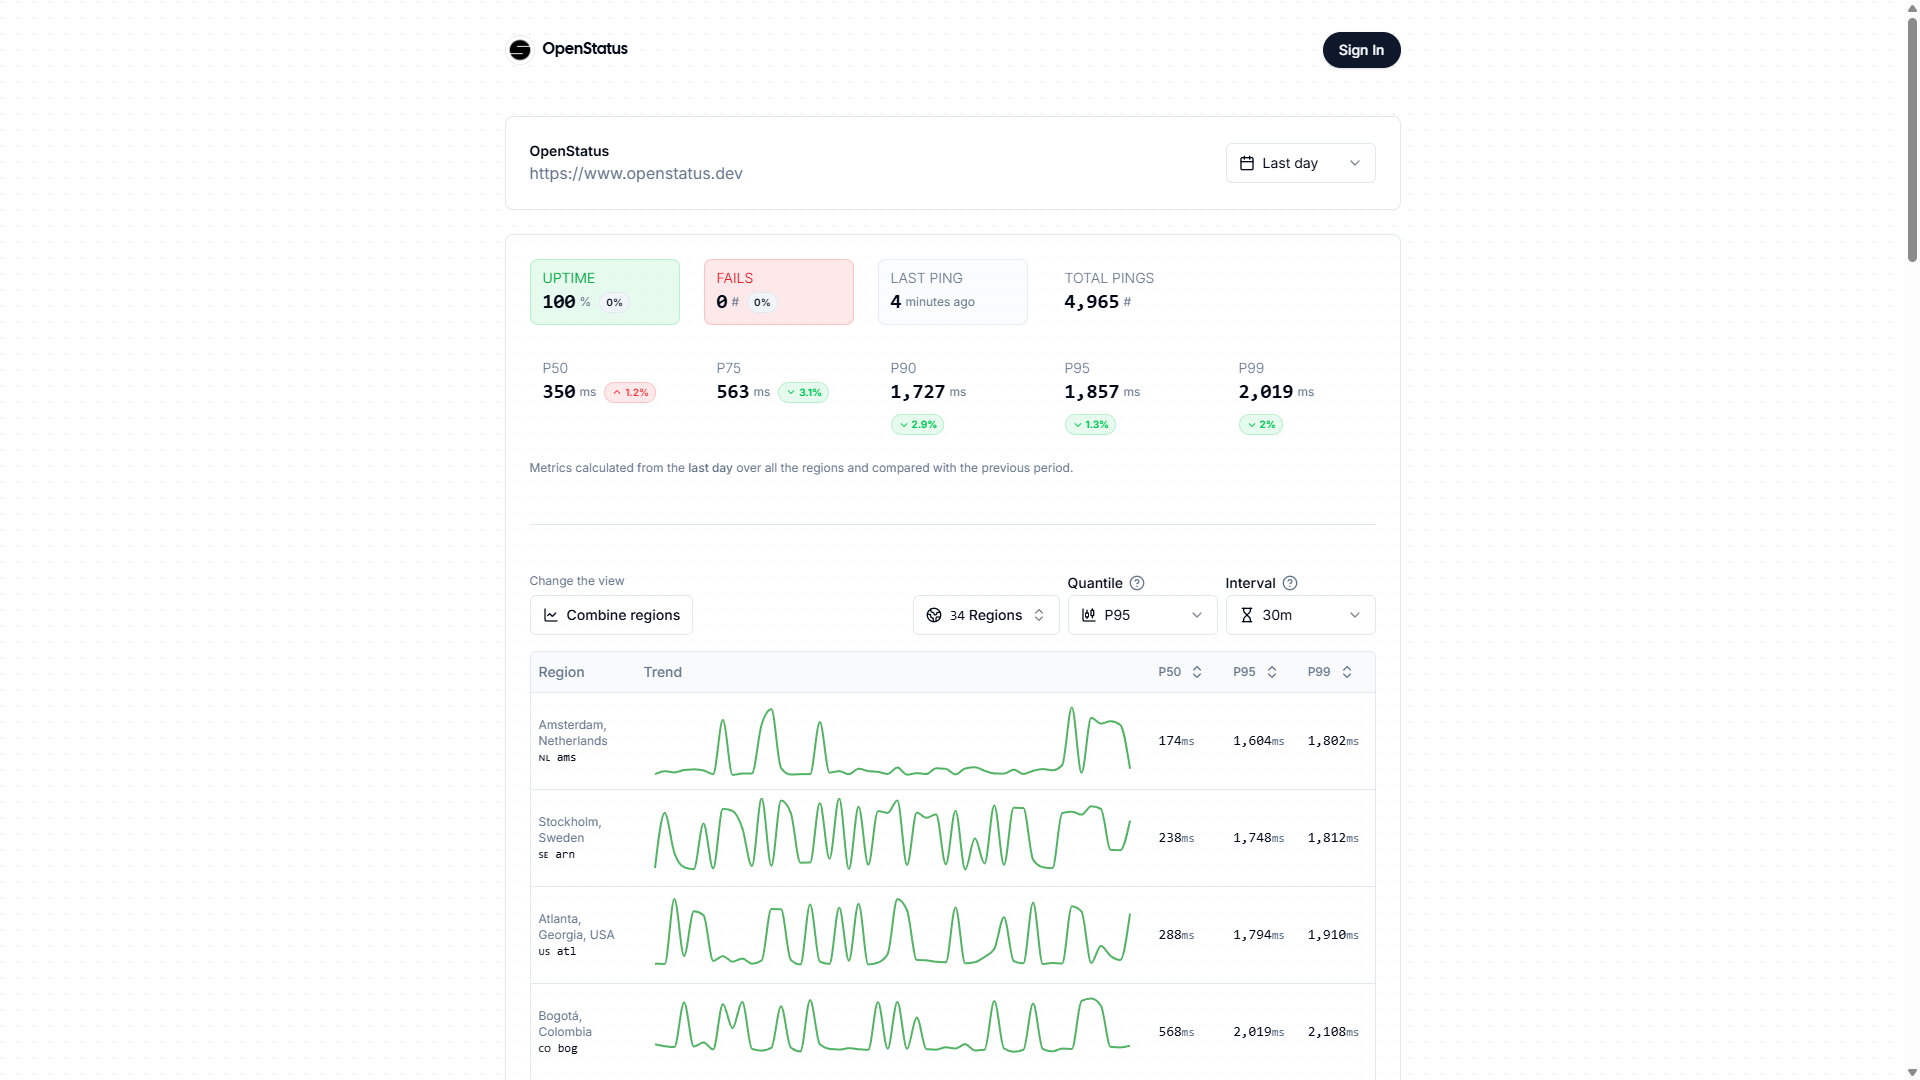 OpenStatus
Sign In
OpenStatus
https://www.openstatus.dev
Last day
UPTIME
100 % 0%
FAILS
0 # 0%
LAST PING
4 minutes ago
TOTAL PINGS
4,965 #
P50
350 ms 1.2%
P75
563 ms 3.1%
P90
1,727 ms
2.9%
P95
1,857 ms
1.3%
P99
2,019 ms
2%
Metrics calculated from the last day over all the regions and compared with the previous period.
Change the view
Combine regions
34 Regions
Quantile
P95
Interval
30m
Region Trend P50 P95 P99
Amsterdam,
Netherlands
NL ams
174ms 1,604ms 1,802ms
Stockholm,
Sweden
SE arn
238ms 1,748ms 1,812ms
Atlanta,
Georgia, USA
US atl
288ms 1,794ms 1,910ms
Bogotá,
Colombia
CO bog
568ms 2,019ms 2,108ms